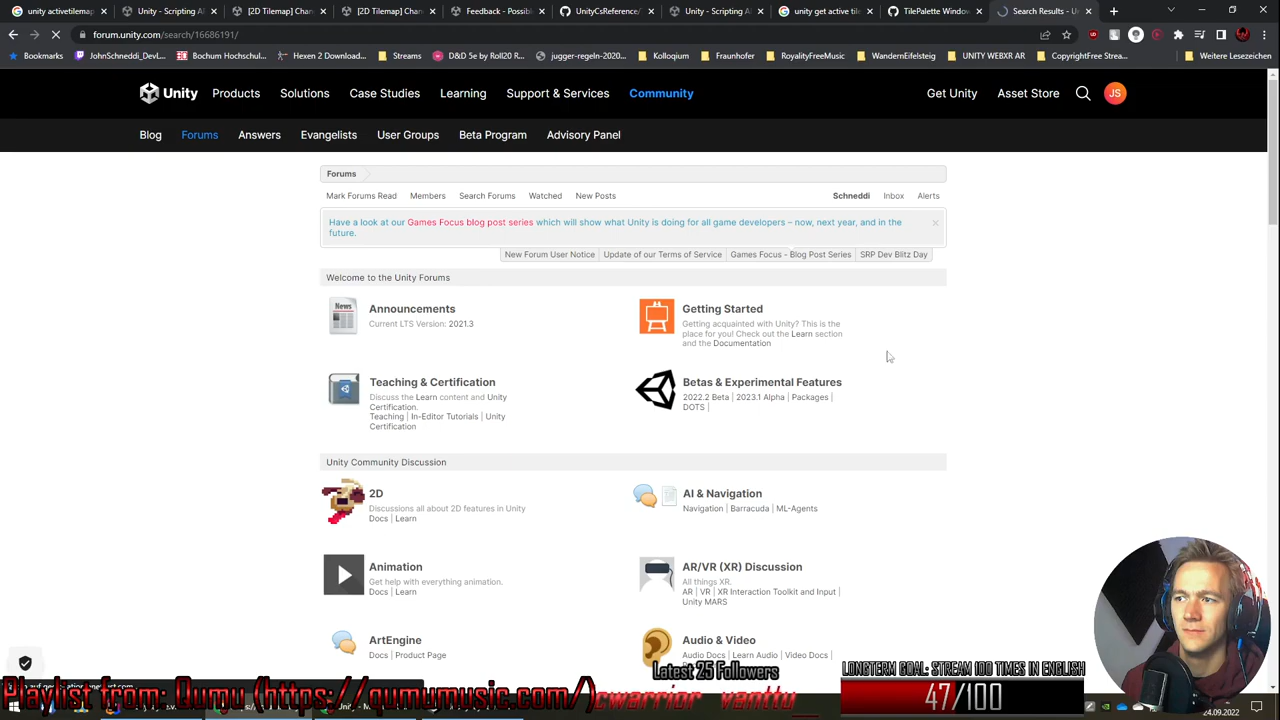 unity activetilemap
Unity - Scripting A
[2D Tilemap] Chan
[2D Tilemap] Chan
Feedback - Possib
UnityCsReference/
Unity - Scripting A
unity get active tile
TilePalette Window
Search Results | U
forum.unity.com/search/16686191/
Bookmarks
JohnSchneddi_Dev...
Bochum Hochschul...
Hexen 2 Download...
Streams
D&D 5e by Roll20 R...
jugger-regeln-2022...
Kolloqium
Fraunhofer
RoyalityFreeMusic
WandernEifelsteig
UNITY WEBXR AR
CopyrightFree Strea...
Weitere Lesezeichen
Unity
Products
Solutions
Case Studies
Learning
Support & Services
Community
Get Unity
Asset Store
JS
Blog
Forums
Answers
Evangelists
User Groups
Beta Program
Advisory Panel
Forums
Mark Forums Read
Members
Search Forums
Watched
New Posts
Schneddi
Inbox
Alerts
Have a look at our Games Focus blog post series which will show what Unity is doing for all game developers – now, next year, and in the
future.
New Forum User Notice
Update of our Terms of Service
Games Focus - Blog Post Series
SRP Dev Blitz Day
Welcome to the Unity Forums
News
Announcements
Current LTS Version: 2021.3
Getting Started
Getting acquainted with Unity? This is the
place for you! Check out the Learn section
and the Documentation
Teaching & Certification
Discuss the Learn content and Unity
Certification.
Teaching | In-Editor Tutorials | Unity
Certification
Betas & Experimental Features
2022.2 Beta | 2023.1 Alpha | Packages |
DOTS |
Unity Community Discussion
2D
Discussions all about 2D features in Unity
Docs | Learn
AI & Navigation
Navigation | Barracuda | ML-Agents
Animation
Get help with everything animation.
Docs | Learn
AR/VR (XR) Discussion
All things XR.
AR | VR | XR Interaction Toolkit and Input |
Unity MARS
ArtEngine
Docs | Product Page
Audio & Video
Audio Docs | Learn Audio | Video Docs |
Latest 25 Followers
LONGTERM GOAL: STREAM 100 TIMES IN ENGLISH
Playlist from: Qumu (https://qumumusic.com/)
cwarrior vanttu_
47/100
24.09.2022